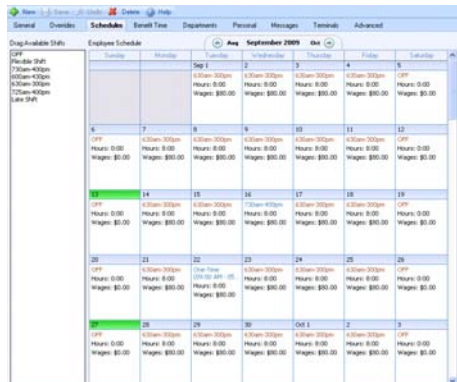 New Save Undo Delete Help
General Overrides Schedules Benefit Time Departments Personal Messages Terminals Advanced
Drag Available Shifts Employee Schedule Aug September 2009 Oct
OFF
Flexible Shift
730am-400pm
600am-430pm
630am-300pm
725am-400pm
Late Shift
Sunday Monday Tuesday Wednesday Thursday Friday Saturday
Sep 1 2 3 4 5
630am-300pm 630am-300pm 630am-300pm 630am-300pm OFF
Hours: 8:00 Hours: 8:00 Hours: 8:00 Hours: 8:00 Hours: 0:00
Wages: $80.00 Wages: $80.00 Wages: $80.00 Wages: $80.00 Wages: $0.00
6 7 8 9 10 11 12
OFF 630am-300pm 630am-300pm 630am-300pm 630am-300pm 630am-300pm OFF
Hours: 0:00 Hours: 8:00 Hours: 8:00 Hours: 8:00 Hours: 8:00 Hours: 8:00 Hours: 0:00
Wages: $0.00 Wages: $80.00 Wages: $80.00 Wages: $80.00 Wages: $80.00 Wages: $80.00 Wages: $0.00
13 14 15 16 17 18 19
OFF 630am-300pm 630am-300pm 730am-400pm 630am-300pm 630am-300pm OFF
Hours: 0:00 Hours: 8:00 Hours: 8:00 Hours: 8:00 Hours: 8:00 Hours: 8:00 Hours: 0:00
Wages: $0.00 Wages: $80.00 Wages: $80.00 Wages: $80.00 Wages: $80.00 Wages: $80.00 Wages: $0.00
20 21 22 23 24 25 26
OFF 630am-300pm One Time 630am-300pm 630am-300pm 630am-300pm OFF
(09:00 AM - 05...
Hours: 0:00 Hours: 8:00 Hours: 8:00 Hours: 8:00 Hours: 8:00 Hours: 8:00 Hours: 0:00
Wages: $0.00 Wages: $80.00 Wages: $80.00 Wages: $80.00 Wages: $80.00 Wages: $80.00 Wages: $0.00
27 28 29 30 Oct 1 2 3
OFF 630am-300pm 630am-300pm 630am-300pm 630am-300pm 630am-300pm OFF
Hours: 0:00 Hours: 8:00 Hours: 8:00 Hours: 8:00 Hours: 8:00 Hours: 8:00 Hours: 0:00
Wages: $0.00 Wages: $80.00 Wages: $80.00 Wages: $80.00 Wages: $80.00 Wages: $80.00 Wages: $0.00